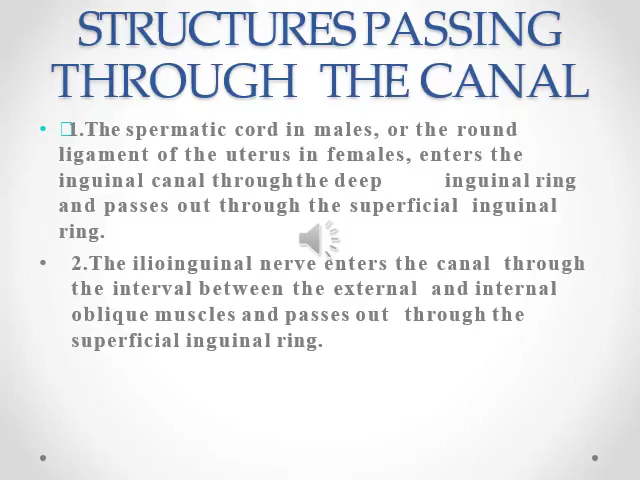 STRUCTURES PASSING
THROUGH THE CANAL
• 1.The spermatic cord in males, or the round
ligament of the uterus in females, enters the
inguinal canal throughthe deep inguinal ring
and passes out through the superficial inguinal
ring.
• 2.The ilioinguinal nerve enters the canal through
the interval between the external and internal
oblique muscles and passes out through the
superficial inguinal ring.